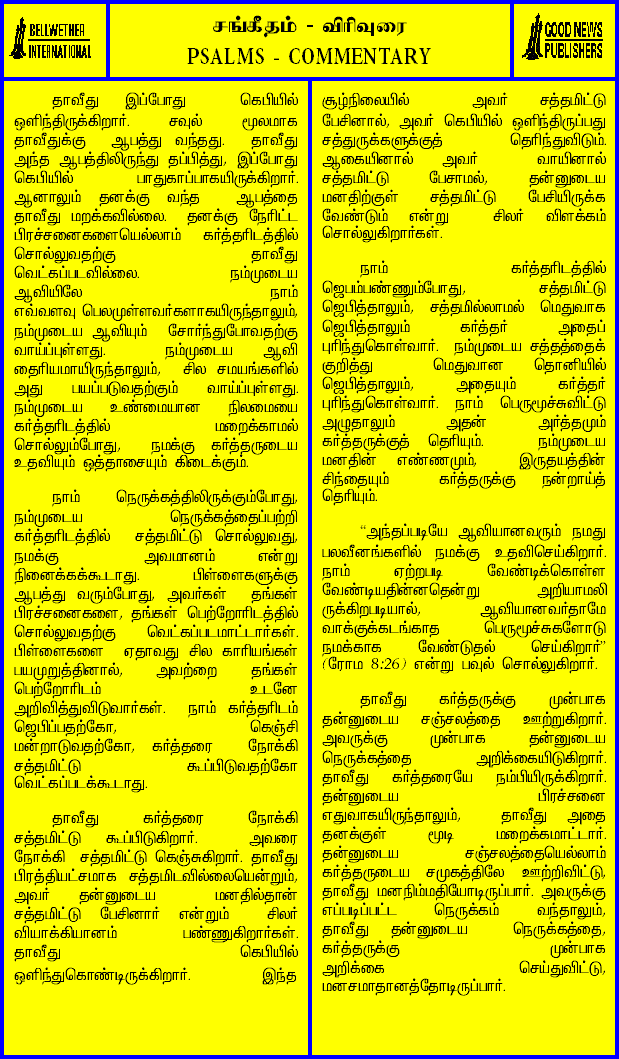 BELLWETHER
INTERNATIONAL
சங்கீதம் - விரிவுரை
PSALMS - COMMENTARY
GOOD NEWS
PUBLISHERS
தாவீது இப்போது கெபியில்
ஒளிந்திருக்கிறார். சவுல் மூலமாக
தாவீதுக்கு ஆபத்து வந்தது. தாவீது
அந்த ஆபத்திலிருந்து தப்பித்து, இப்போது
கெபியில் பாதுகாப்பாகயிருக்கிறார்.
ஆனாலும் தனக்கு வந்த ஆபத்தை
தாவீது மறக்கவில்லை. தனக்கு நேரிட்ட
பிரச்சனைகளையெல்லாம் கர்த்தரிடத்தில்
சொல்லுவதற்கு தாவீது
வெட்கப்படவில்லை. நம்முடைய
ஆவியிலே நாம்
எவ்வளவு பெலமுள்ளவர்களாகயிருந்தாலும்,
நம்முடைய ஆவியும் சோர்ந்துபோவதற்கு
வாய்ப்புள்ளது. நம்முடைய ஆவி
தைரியமாயிருந்தாலும், சில சமயங்களில்
அது பயப்படுவதற்கும் வாய்ப்புள்ளது.
நம்முடைய உண்மையான நிலமையை
கர்த்தரிடத்தில் மறைக்காமல்
சொல்லும்போது, நமக்கு கர்த்தருடைய
உதவியும் ஒத்தாசையும் கிடைக்கும்.
நாம் நெருக்கத்திலிருக்கும்போது,
நம்முடைய நெருக்கத்தைப்பற்றி
கர்த்தரிடத்தில் சத்தமிட்டு சொல்லுவது,
நமக்கு அவமானம் என்று
நினைக்கக்கூடாது. பிள்ளைகளுக்கு
ஆபத்து வரும்போது, அவர்கள் தங்கள்
பிரச்சனைகளை, தங்கள் பெற்றோரிடத்தில்
சொல்லுவதற்கு வெட்கப்படமாட்டார்கள்.
பிள்ளைகளை ஏதாவது சில காரியங்கள்
பயமுறுத்தினால், அவற்றை தங்கள்
பெற்றோரிடம் உடனே
அறிவித்துவிடுவார்கள். நாம் கர்த்தரிடம்
ஜெபிப்பதற்கோ, கெஞ்சி
மன்றாடுவதற்கோ, கர்த்தரை நோக்கி
சத்தமிட்டு கூப்பிடுவதற்கோ
வெட்கப்படக்கூடாது.
தாவீது கர்த்தரை நோக்கி
சத்தமிட்டு கூப்பிடுகிறார். அவரை
நோக்கி சத்தமிட்டு கெஞ்சுகிறார். தாவீது
பிரத்தியட்சமாக சத்தமிடவில்லையென்றும்,
அவர் தன்னுடைய மனதில்தான்
சத்தமிட்டு பேசினார் என்றும் சிலர்
வியாக்கியானம் பண்ணுகிறார்கள்.
தாவீது கெபியில்
ஒளிந்துகொண்டிருக்கிறார். இந்த
சூழ்நிலையில் அவர் சத்தமிட்டு
பேசினால், அவர் கெபியில் ஒளிந்திருப்பது
சத்துருக்களுக்குத் தெரிந்துவிடும்.
ஆகையினால் அவர் வாயினால்
சத்தமிட்டு பேசாமல், தன்னுடைய
மனதிற்குள் சத்தமிட்டு பேசியிருக்க
வேண்டும் என்று சிலர் விளக்கம்
சொல்லுகிறார்கள்.
நாம் கர்த்தரிடத்தில்
ஜெபம்பண்ணும்போது, சத்தமிட்டு
ஜெபித்தாலும், சத்தமில்லாமல் மெதுவாக
ஜெபித்தாலும் கர்த்தர் அதைப்
புரிந்துகொள்வார். நம்முடைய சத்தத்தைக்
குறித்து மெதுவான தொனியில்
ஜெபித்தாலும், அதையும் கர்த்தர்
புரிந்துகொள்வார். நாம் பெருமூச்சுவிட்டு
அழுதாலும் அதன் அர்த்தமும்
கர்த்தருக்குத் தெரியும். நம்முடைய
மனதின் எண்ணமும், இருதயத்தின்
சிந்தையும் கர்த்தருக்கு நன்றாய்த்
தெரியும்.
“அந்தப்படியே ஆவியானவரும் நமது
பலவீனங்களில் நமக்கு உதவிசெய்கிறார்.
நாம் ஏற்றபடி வேண்டிக்கொள்ள
வேண்டியதின்னதென்று அறியாமலி
ருக்கிறபடியால், ஆவியானவர்தாமே
வாக்குக்கடங்காத பெருமூச்சுகளோடு
நமக்காக வேண்டுதல் செய்கிறார்”
(ரோம 8:26) என்று பவுல் சொல்லுகிறார்.
தாவீது கர்த்தருக்கு முன்பாக
தன்னுடைய சஞ்சலத்தை ஊற்றுகிறார்.
அவருக்கு முன்பாக தன்னுடைய
நெருக்கத்தை அறிக்கையிடுகிறார்.
தாவீது கர்த்தரையே நம்பியிருக்கிறார்.
தன்னுடைய பிரச்சனை
எதுவாகயிருந்தாலும், தாவீது அதை
தனக்குள் மூடி மறைக்கமாட்டார்.
தன்னுடைய சஞ்சலத்தையெல்லாம்
கர்த்தருடைய சமுகத்திலே ஊற்றிவிட்டு,
தாவீது மனநிம்மதியோடிருப்பார். அவருக்கு
எப்படிப்பட்ட நெருக்கம் வந்தாலும்,
தாவீது தன்னுடைய நெருக்கத்தை,
கர்த்தருக்கு முன்பாக
அறிக்கை செய்துவிட்டு,
மனசமாதானத்தோடிருப்பார்.